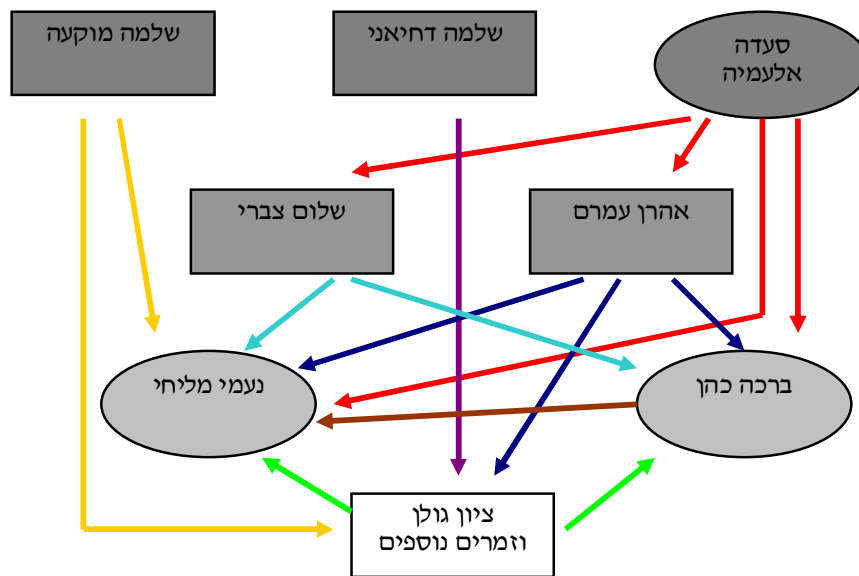 סעדה
אלעמיה
שלמה דחיאני
שלמה מוקעה
אהרן עמרם
שלום צברי
ברכה כהן
נעמי מליחי
ציון גולן
וזמרים נוספים